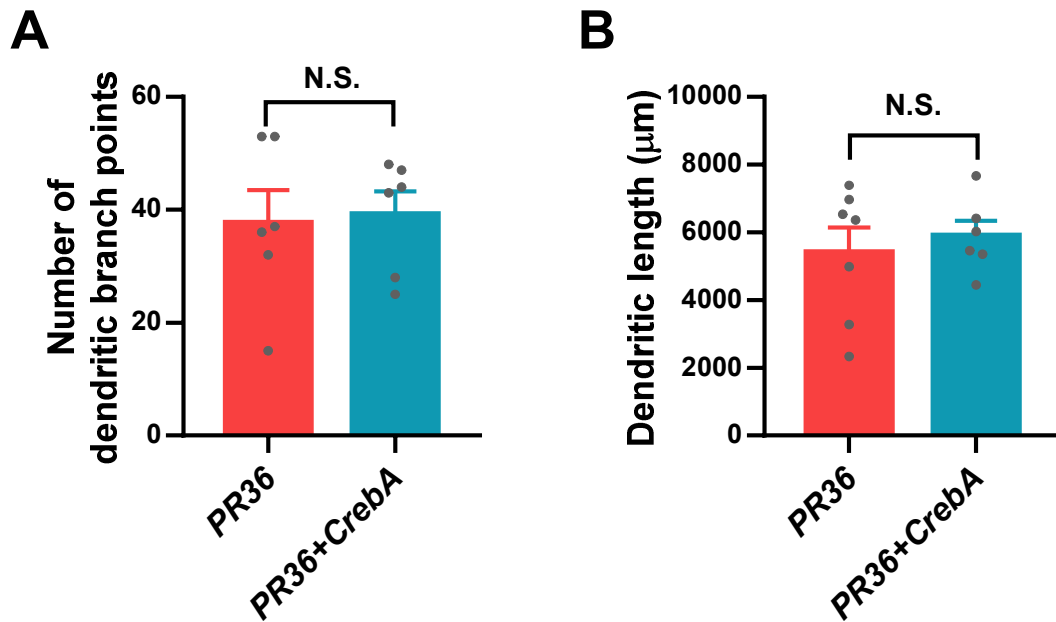 A
Number of
dendritic branch points
60
40
20
0
N.S.
PR36
PR36+CrebA
B
Dendritic length (μm)
10000
8000
6000
4000
2000
0
N.S.
PR36
PR36+CrebA